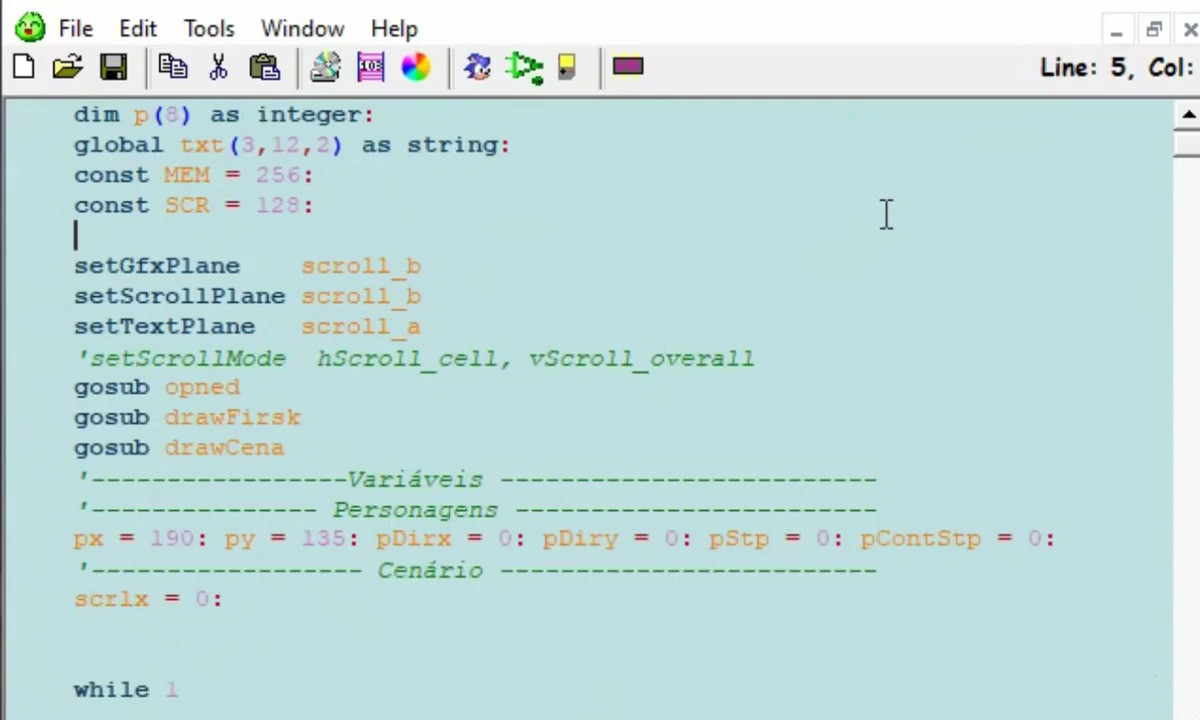 File Edit Tools Window Help
Line: 5, Col:
dim p(8) as integer:
global txt(3,12,2) as string:
const MEM = 256:
const SCR = 128:
setGfxPlane    scroll_b
setScrollPlane scroll_b
setTextPlane   scroll_a
'setScrollMode  hScroll_cell, vScroll_overall
gosub opned
gosub drawFirsk
gosub drawCena
'-----------------Variáveis -------------------------
'--------------- Personagens ------------------------
px = 190: py = 135: pDirx = 0: pDiry = 0: pStp = 0: pContStp = 0:
'------------------ Cenário -------------------------
scrlx = 0:
while 1